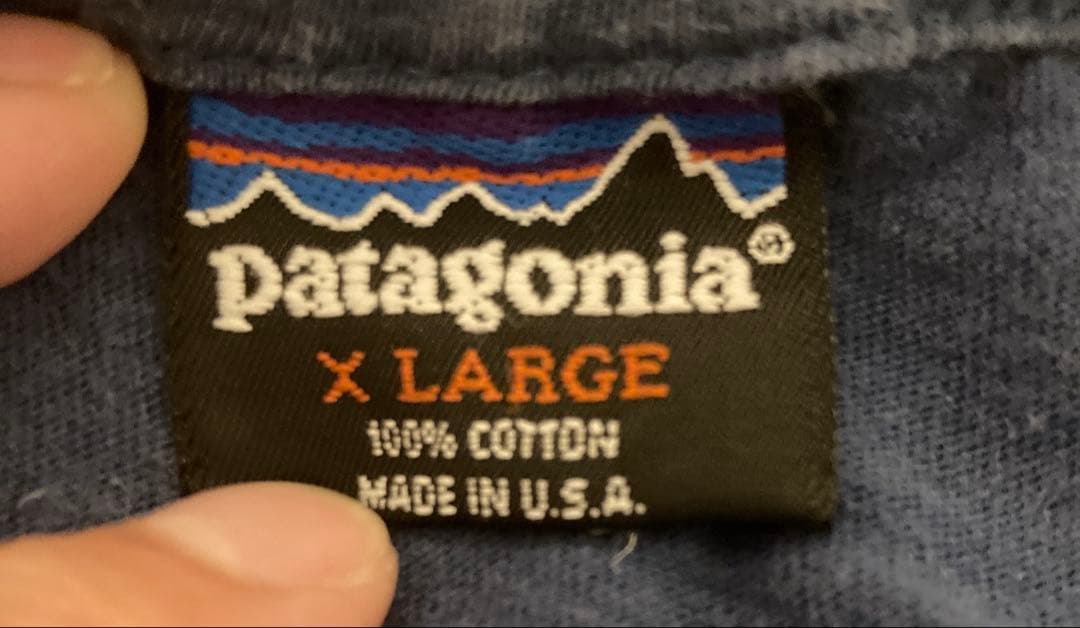 patagonia®
X LARGE
100% COTTON
MADE IN U.S.A.